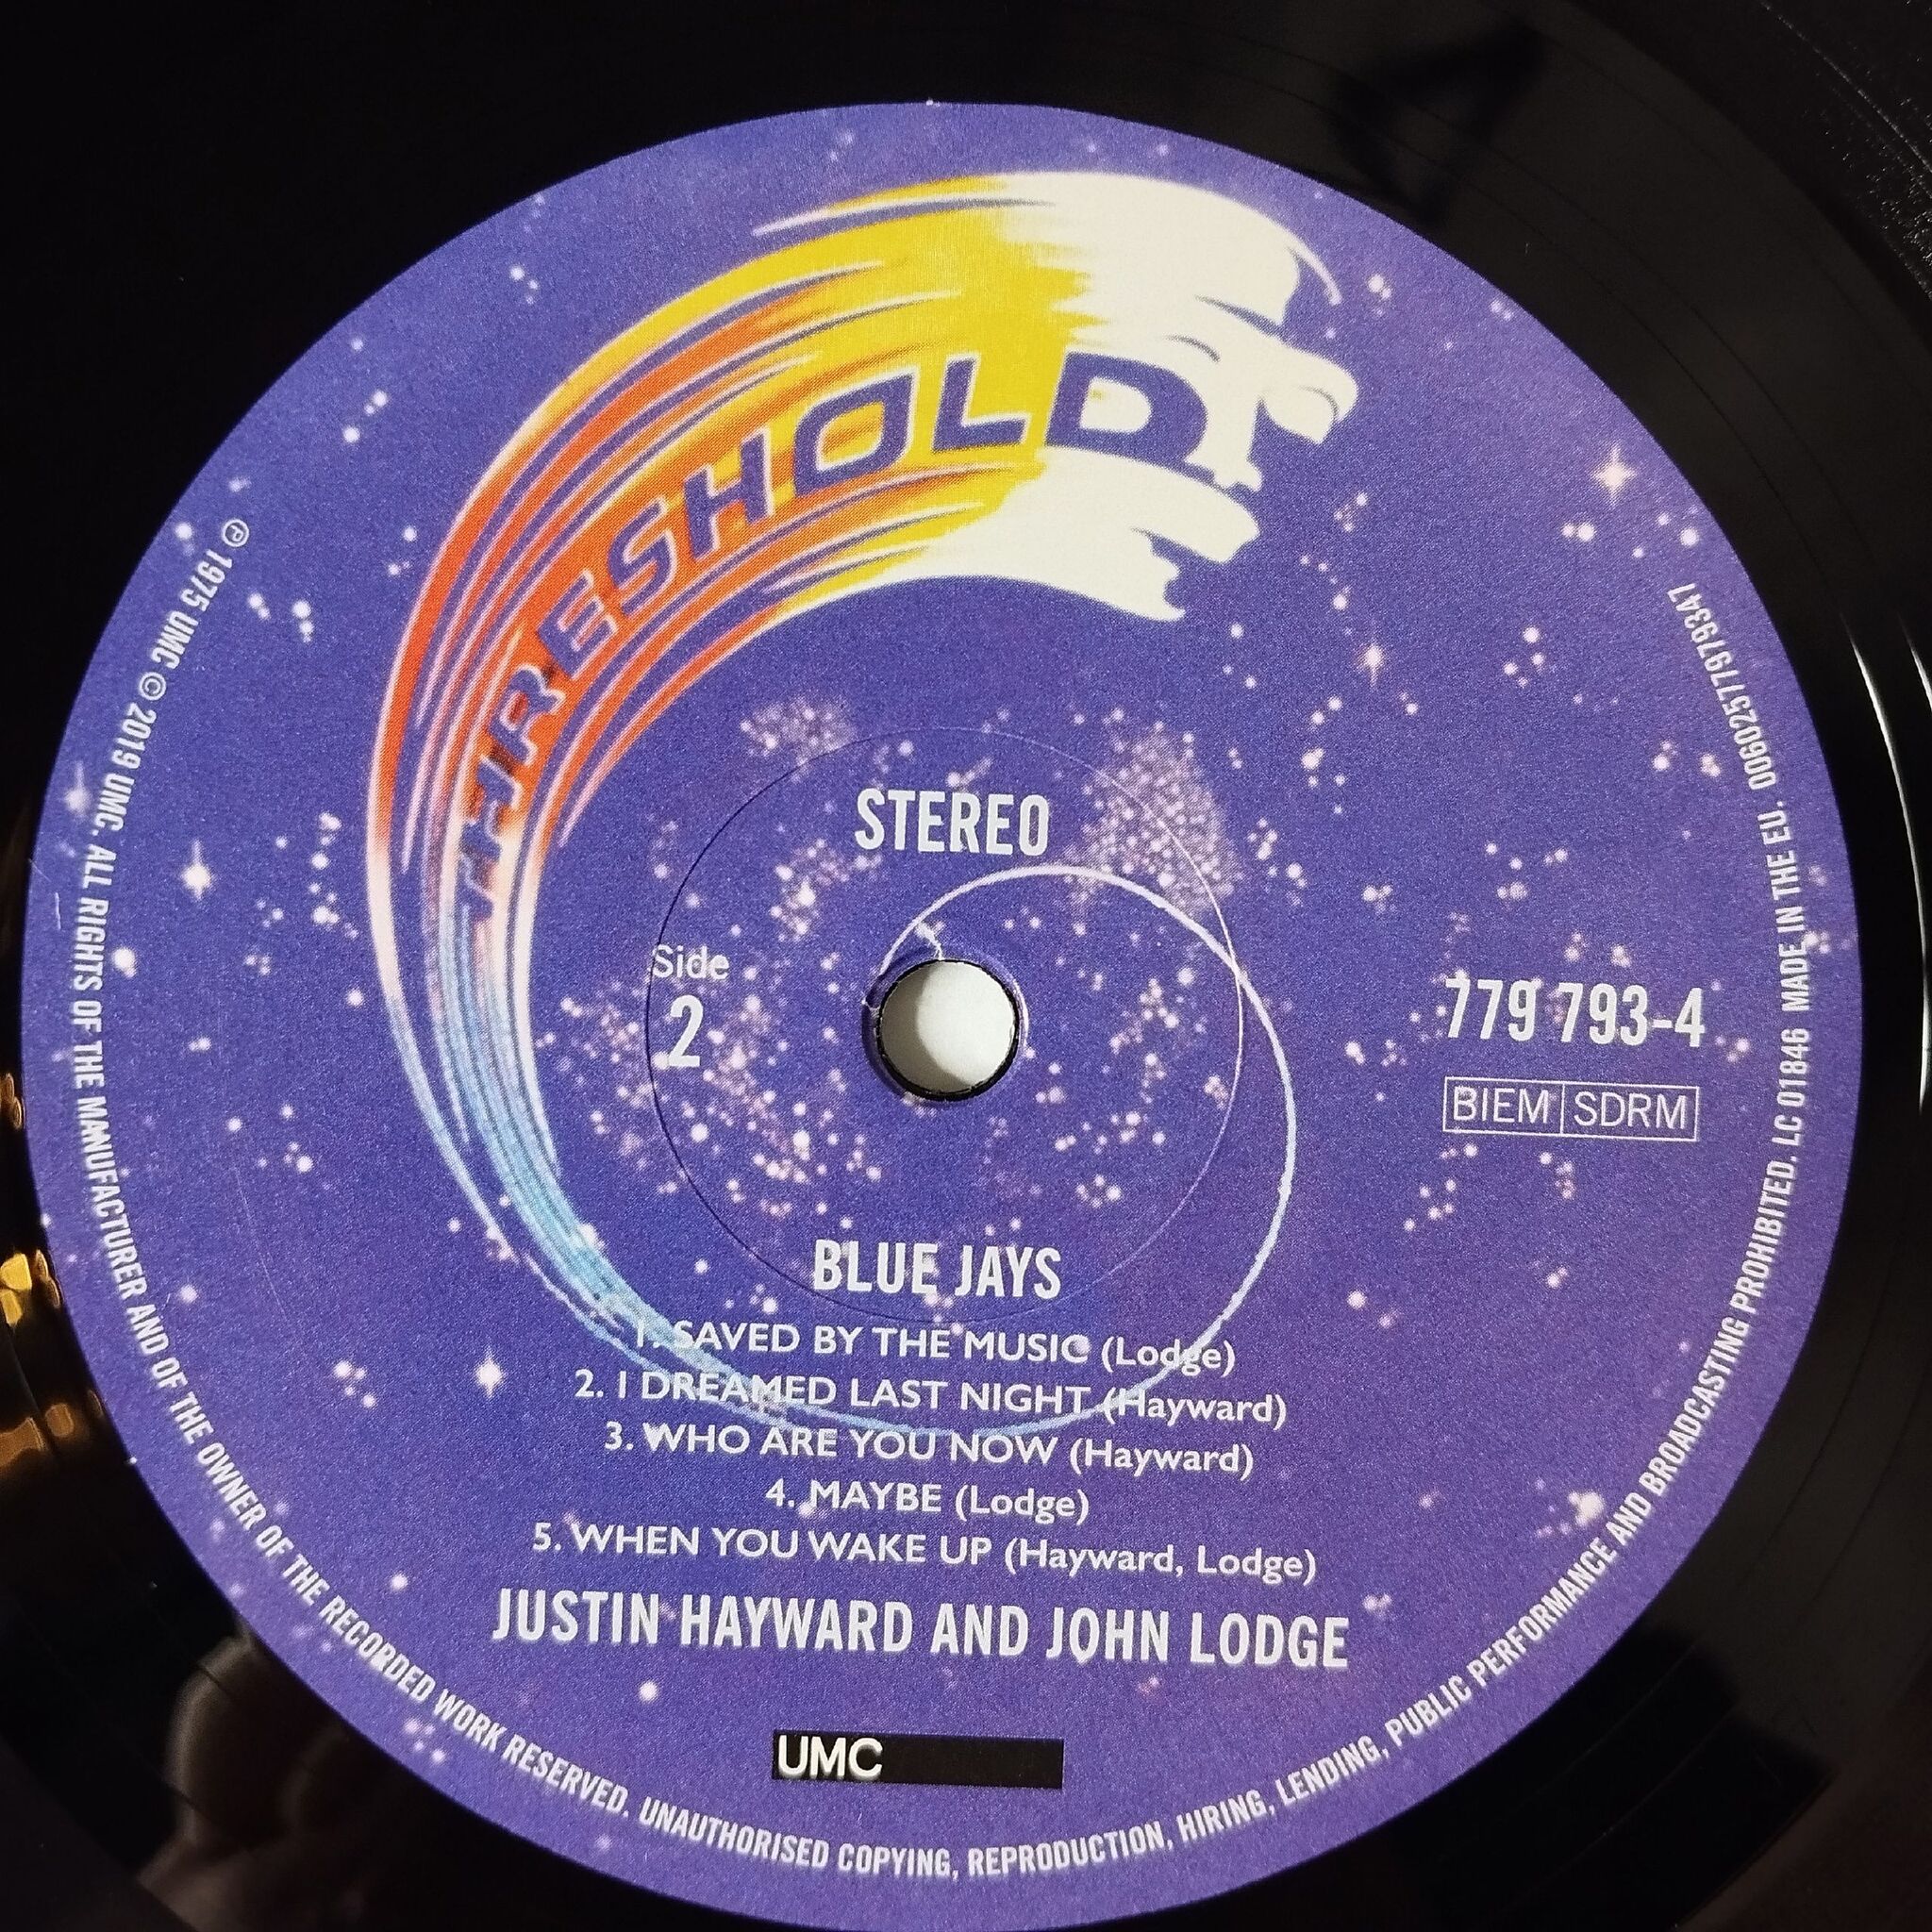 THRESHOLD
STEREO
Side
2
779 793-4
BIEM SDRM
BLUE JAYS
1. SAVED BY THE MUSIC (Lodge)
2. I DREAMED LAST NIGHT (Hayward)
3. WHO ARE YOU NOW (Hayward)
4. MAYBE (Lodge)
5. WHEN YOU WAKE UP (Hayward, Lodge)
JUSTIN HAYWARD AND JOHN LODGE
UMC
℗ 1975 UMC © 2019 UMC. ALL RIGHTS OF THE MANUFACTURER AND OF THE OWNER OF THE RECORDED WORK RESERVED. UNAUTHORISED COPYING, REPRODUCTION, HIRING, LENDING, PUBLIC PERFORMANCE AND BROADCASTING PROHIBITED. LC 01846 MADE IN THE EU. 00602577979347